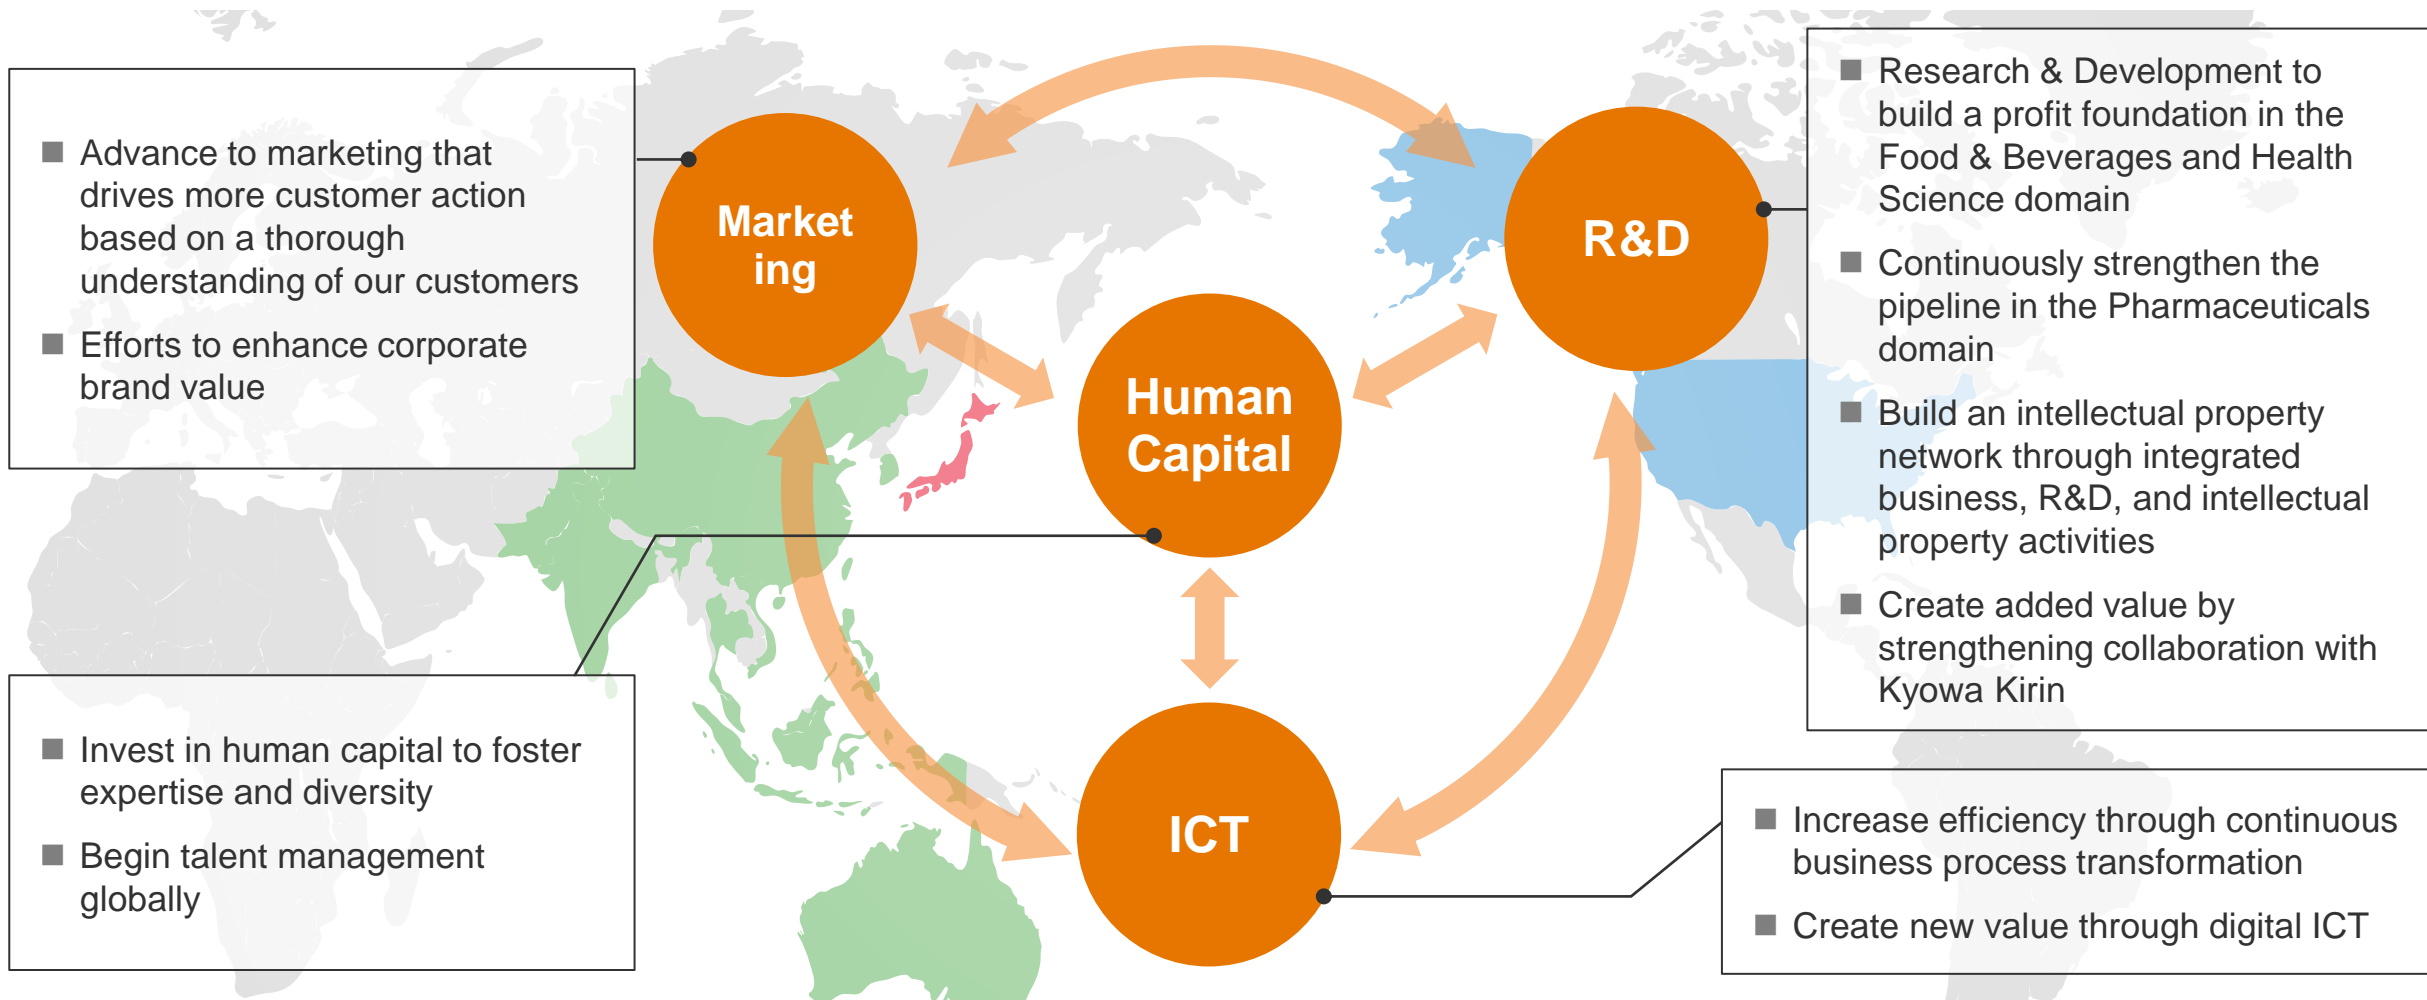 Advance to marketing that
drives more customer action
based on a thorough
understanding of our customers
Efforts to enhance corporate
brand value
Market
ing
R&D
Research & Development to
build a profit foundation in the
Food & Beverages and Health
Science domain
Continuously strengthen the
pipeline in the Pharmaceuticals
domain
Build an intellectual property
network through integrated
business, R&D, and intellectual
property activities
Create added value by
strengthening collaboration with
Kyowa Kirin
Human
Capital
Invest in human capital to foster
expertise and diversity
Begin talent management
globally
ICT
Increase efficiency through continuous
business process transformation
Create new value through digital ICT